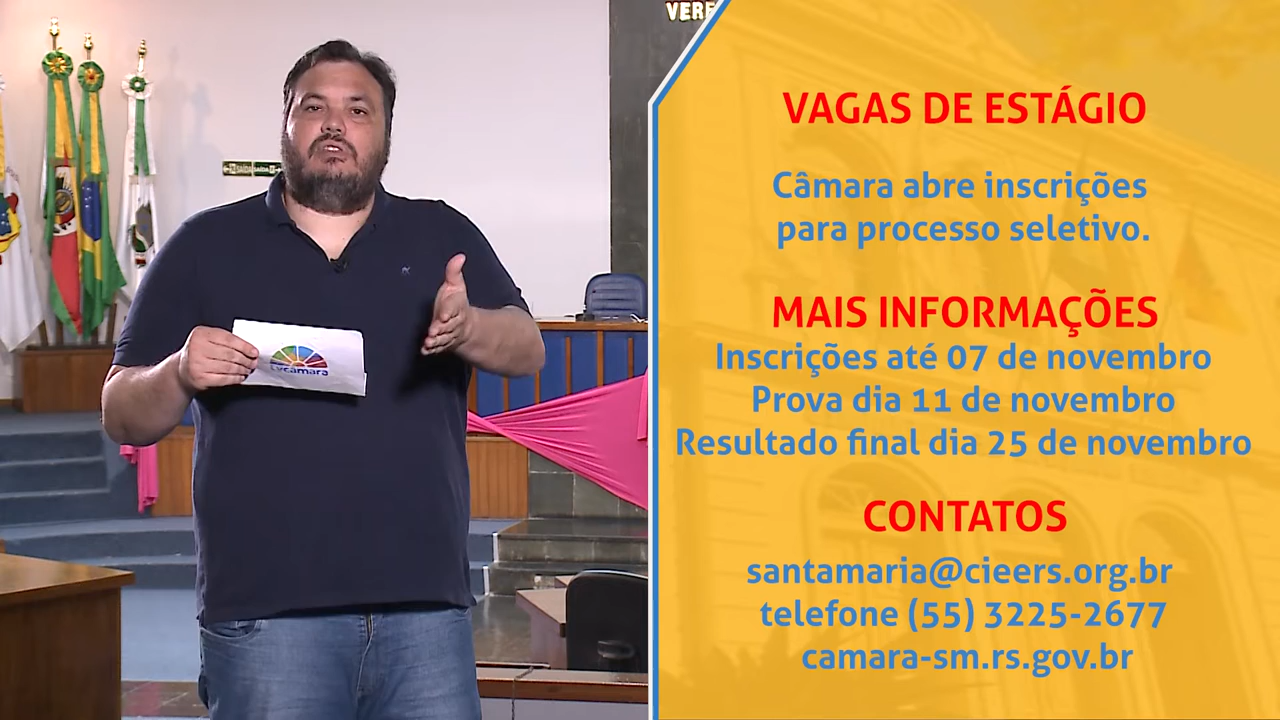 VERE
TVCâmara
VAGAS DE ESTÁGIO
Câmara abre inscrições
para processo seletivo.
MAIS INFORMAÇÕES
Inscrições até 07 de novembro
Prova dia 11 de novembro
Resultado final dia 25 de novembro
CONTATOS
santamaria@cieers.org.br
telefone (55) 3225-2677
camara-sm.rs.gov.br